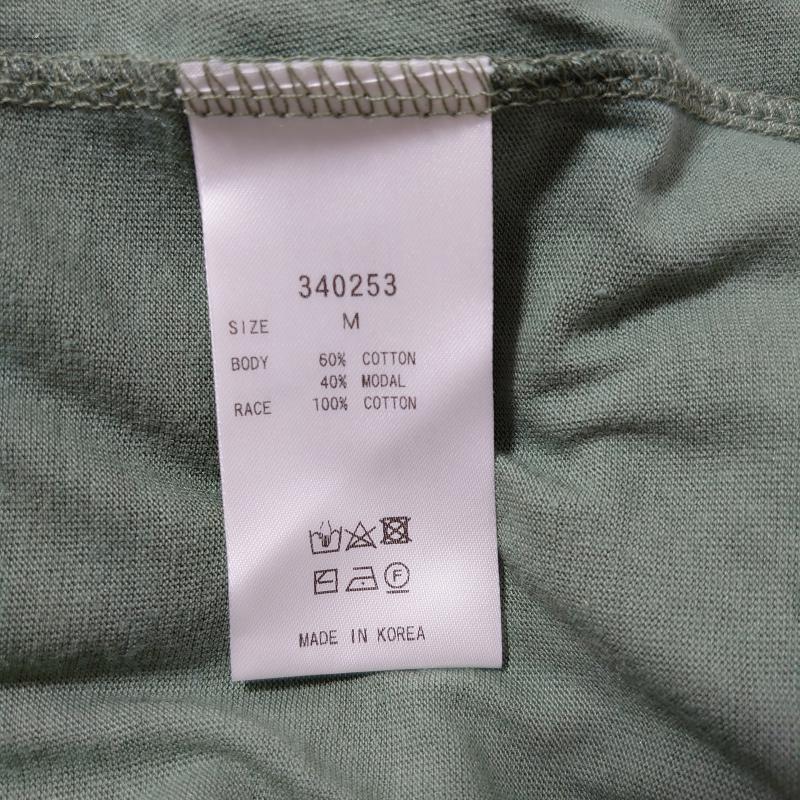 340253
SIZE M
BODY 60% COTTON
40% MODAL
RACE 100% COTTON
F
MADE IN KOREA